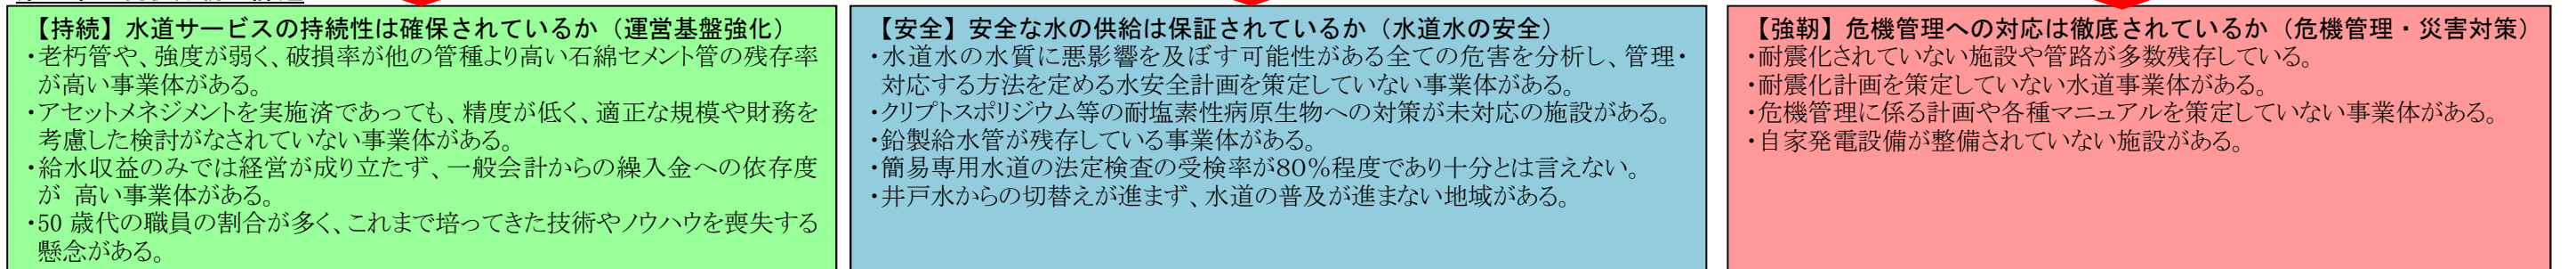 【持続】水道サービスの持続性は確保されているか（運営基盤強化）
・老朽管や、強度が弱く、破損率が他の管種より高い石綿セメント管の残存率
が高い事業体がある。
・アセットメネジメントを実施済であっても、精度が低く、適正な規模や財務を
考慮した検討がなされていない事業体がある。
・給水収益のみでは経営が成り立たず、一般会計からの繰入金への依存度
が 高い事業体がある。
・50 歳代の職員の割合が多く、これまで培ってきた技術やノウハウを喪失する
懸念がある。
【安全】安全な水の供給は保証されているか（水道水の安全）
・水道水の水質に悪影響を及ぼす可能性がある全ての危害を分析し、管理・
対応する方法を定める水安全計画を策定していない事業体がある。
・クリプトスポリジウム等の耐塩素性病原生物への対策が未対応の施設がある。
・鉛製給水管が残存している事業体がある。
・簡易専用水道の法定検査の受検率が80％程度であり十分とは言えない。
・井戸水からの切替えが進まず、水道の普及が進まない地域がある。
【強靭】危機管理への対応は徹底されているか（危機管理・災害対策）
・耐震化されていない施設や管路が多数残存している。
・耐震化計画を策定していない水道事業体がある。
・危機管理に係る計画や各種マニュアルを策定していない事業体がある。
・自家発電設備が整備されていない施設がある。